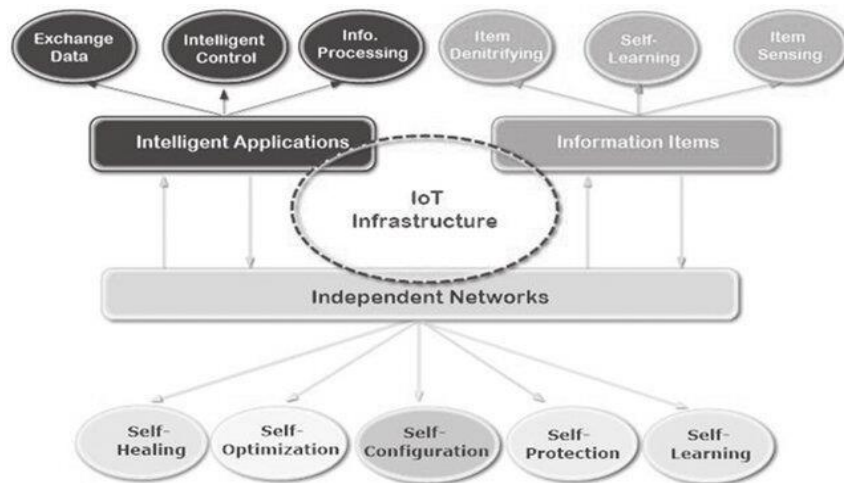 Exchange
Data
Intelligent
Control
Info.
Processing
Item
Denitrifying
Self-
Learning
Item
Sensing
Intelligent Applications
Information Items
IoT
Infrastructure
Independent Networks
Self-
Healing
Self-
Optimization
Self-
Configuration
Self-
Protection
Self-
Learning